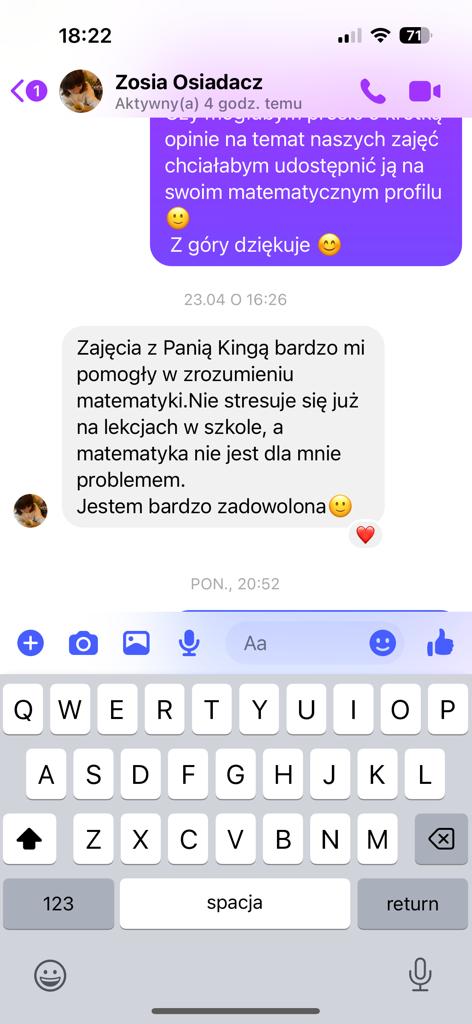 18:22
71
1
Zosia Osiadacz
Aktywny(a) 4 godz. temu
opinie na temat naszych zajęć
chciałabym udostępnić ją na
swoim matematycznym profilu
🙂
Z góry dziękuje 😊
23.04 O 16:26
Zajęcia z Panią Kingą bardzo mi
pomogły w zrozumieniu
matematyki.Nie stresuje się już
na lekcjach w szkole, a
matematyka nie jest dla mnie
problemem.
Jestem bardzo zadowolona🙂
❤️
PON., 20:52
Aa
Q W E R T Y U I O P
A S D F G H J K L
Z X C V B N M
123 spacja return